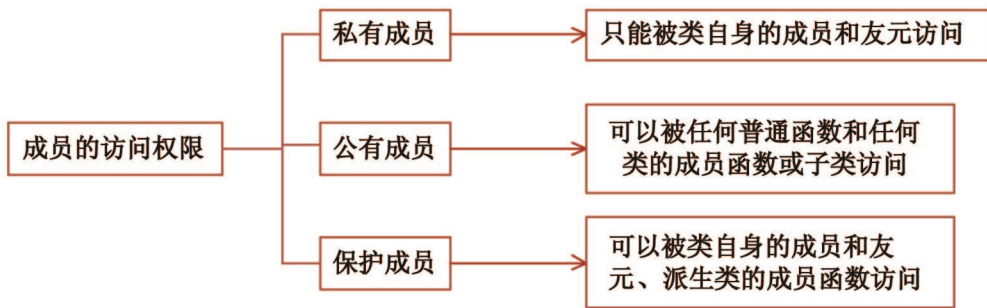 私有成员
只能被类自身的成员和友元访问
成员的访问权限
公有成员
可以被任何普通函数和任何
类的成员函数或子类访问
保护成员
可以被类自身的成员和友
元、派生类的成员函数访问